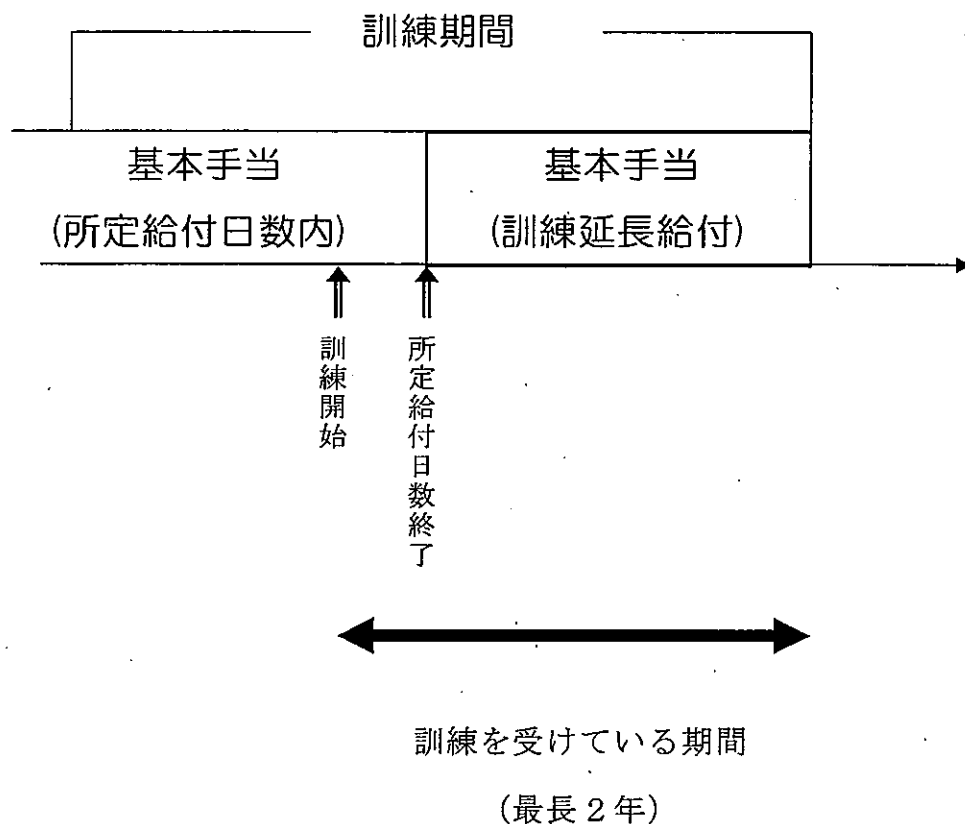 訓練期間
基本手当
(所定給付日数内)
基本手当
(訓練延長給付)
訓練開始
所定給付日数終了
訓練を受けている期間
(最長2年)